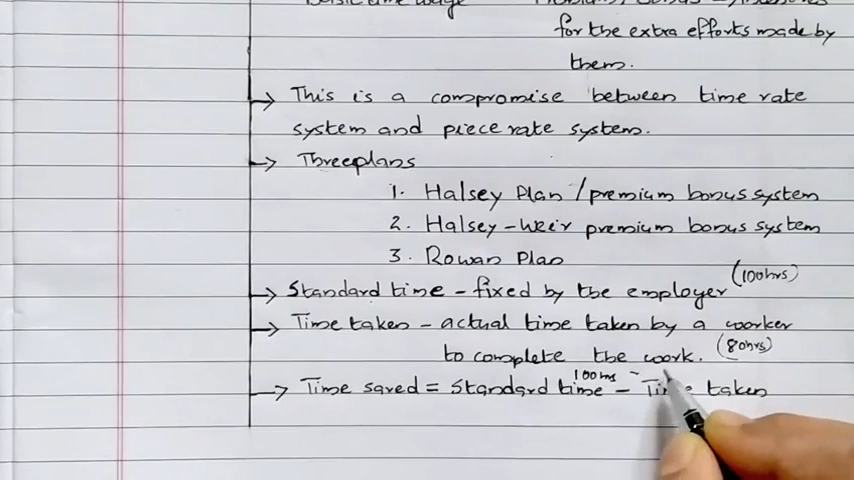 for the extra efforts made by
them.
This is a compromise between time rate
system and piece rate system.
Three plans
1. Halsey Plan / premium bonus system
2. Halsey - Weir premium bonus system
3. Rowan Plan
(100hrs)
Standard time - fixed by the employer
Time taken - actual time taken by a worker
to complete the work. (80hrs)
100hrs -
Time saved = Standard time - Time taken